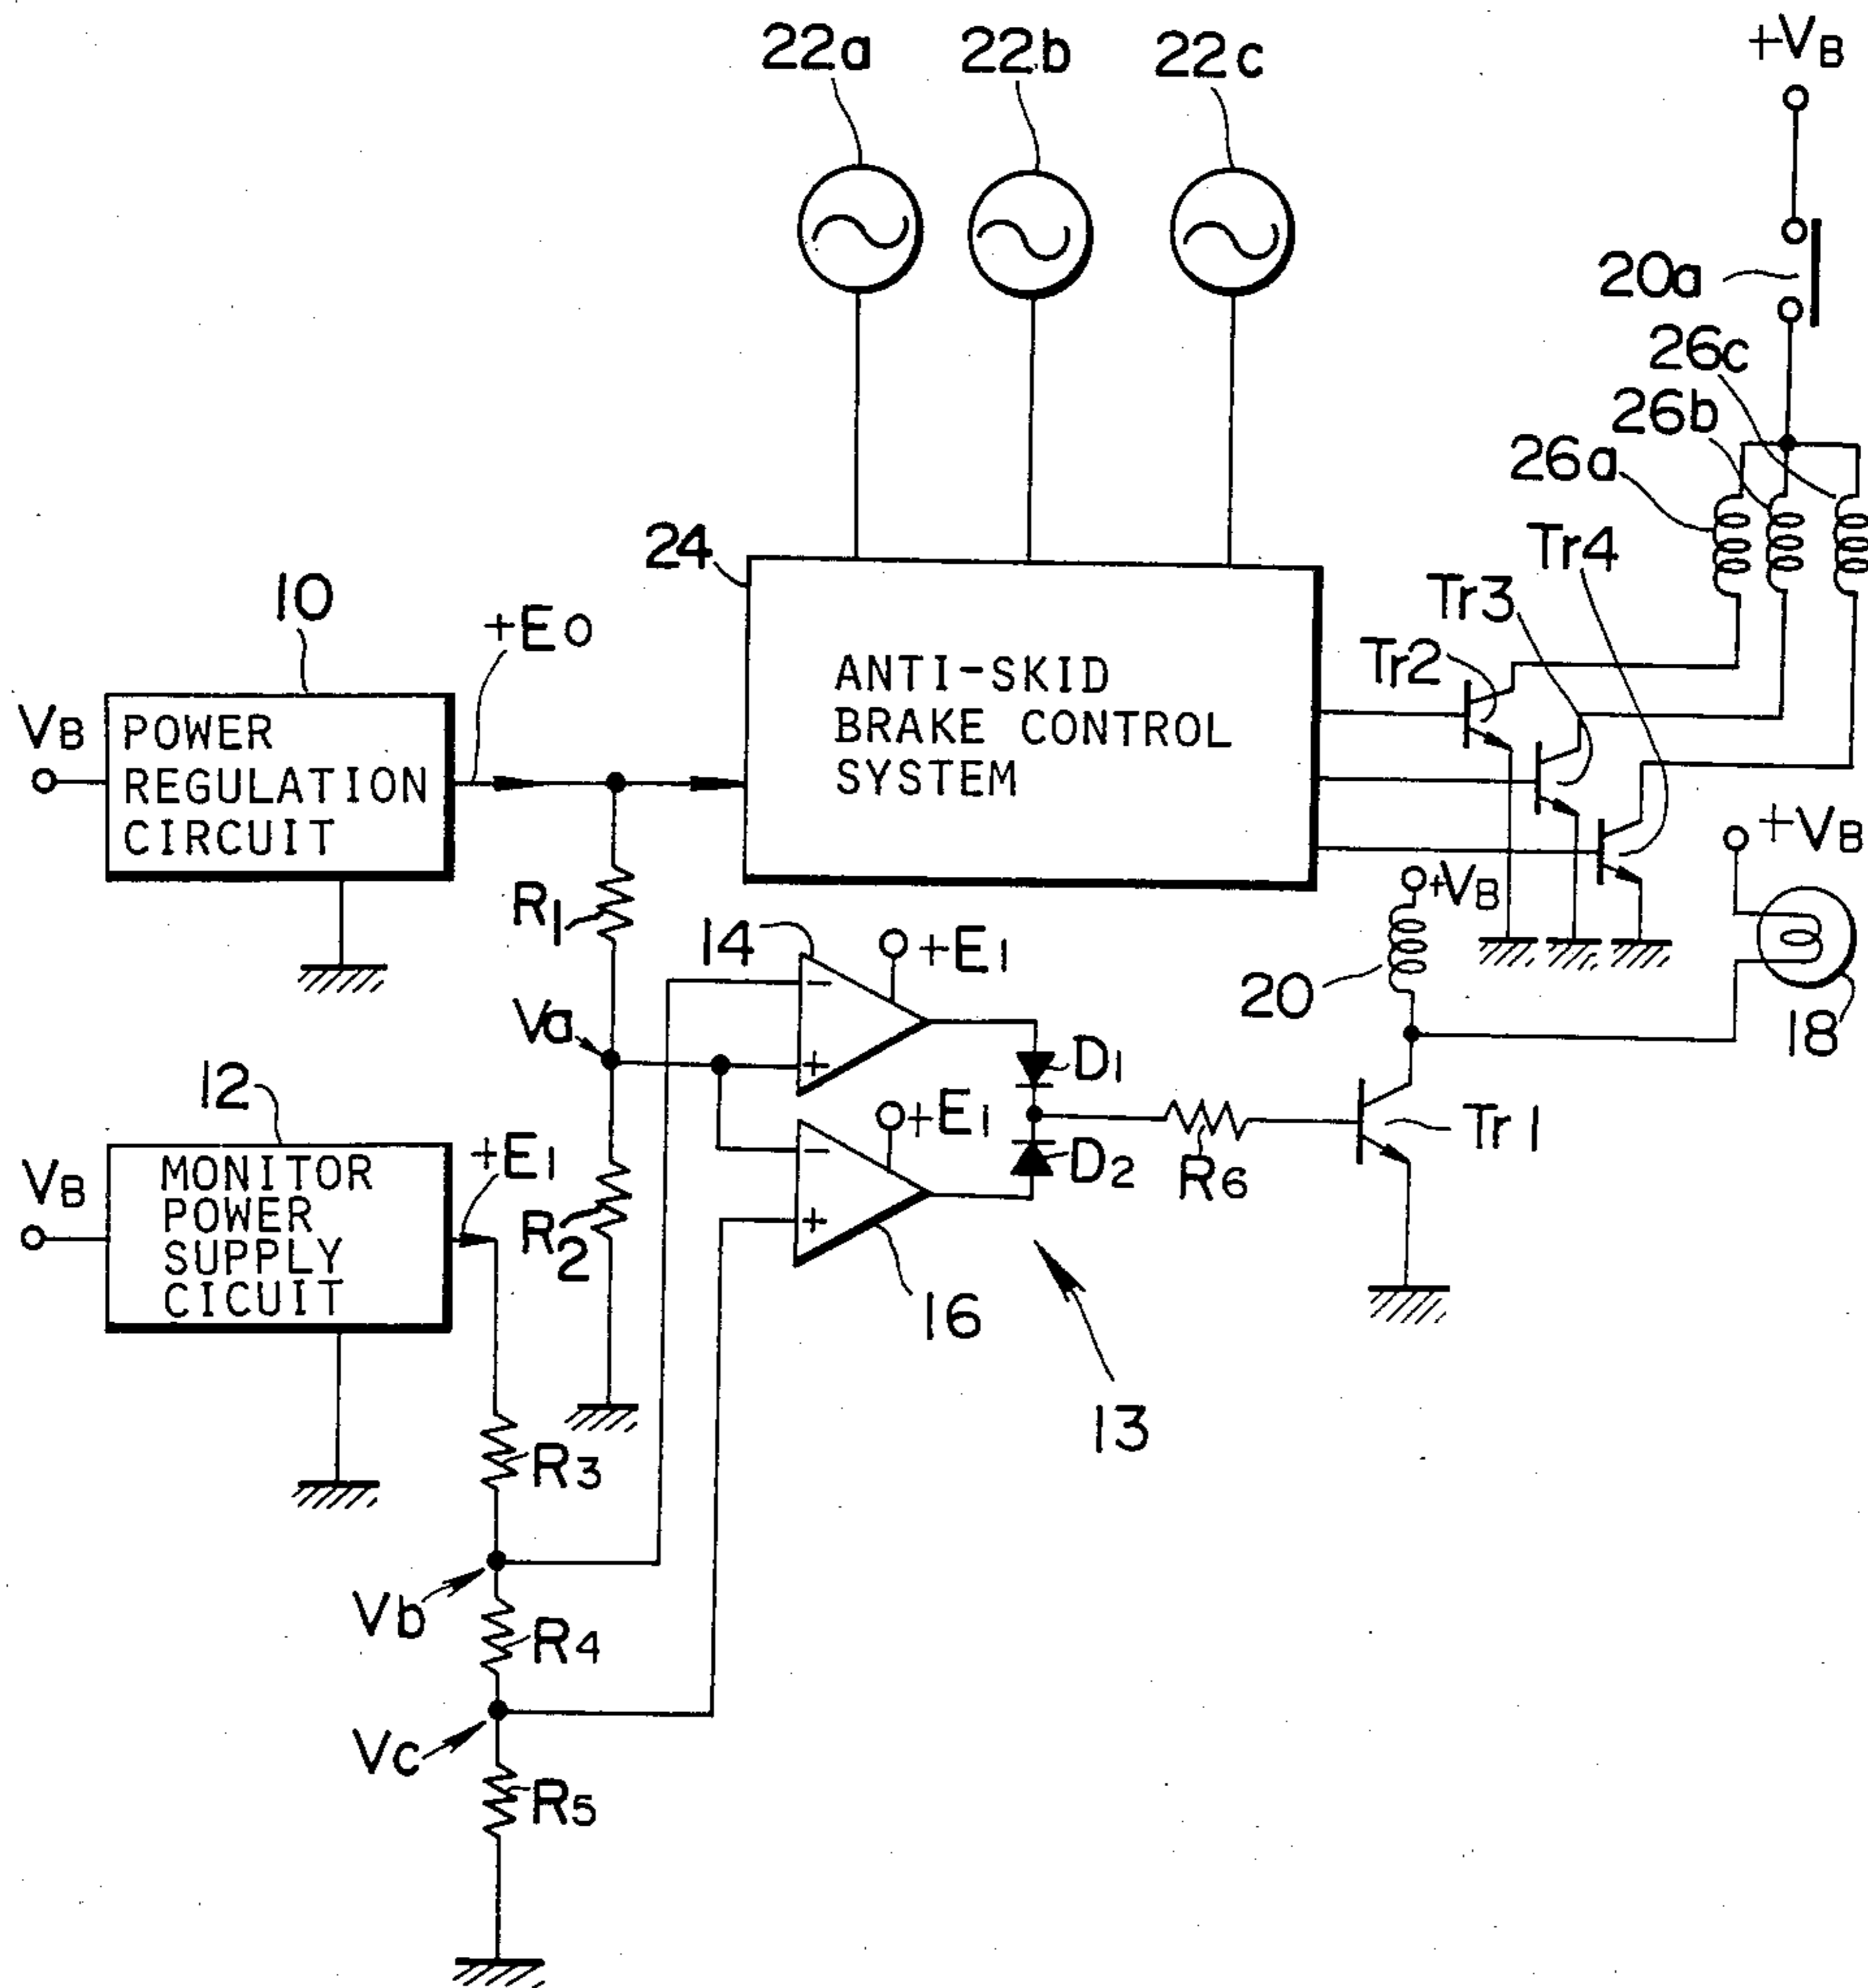 22a 22b 22c
+VB
20a
26c
26b
26a
Tr4
Tr3
Tr2
24
10
+E0
VB
POWER
REGULATION
CIRCUIT
ANTI-SKID
BRAKE CONTROL
SYSTEM
+VB
+VB
R1
14
+E1
20
18
Va
D1
12
+E1
Tr1
+E1
D2
R6
VB
MONITOR
POWER
SUPPLY
CICUIT
R2
16
13
R3
Vb
R4
Vc
R5
- + - +